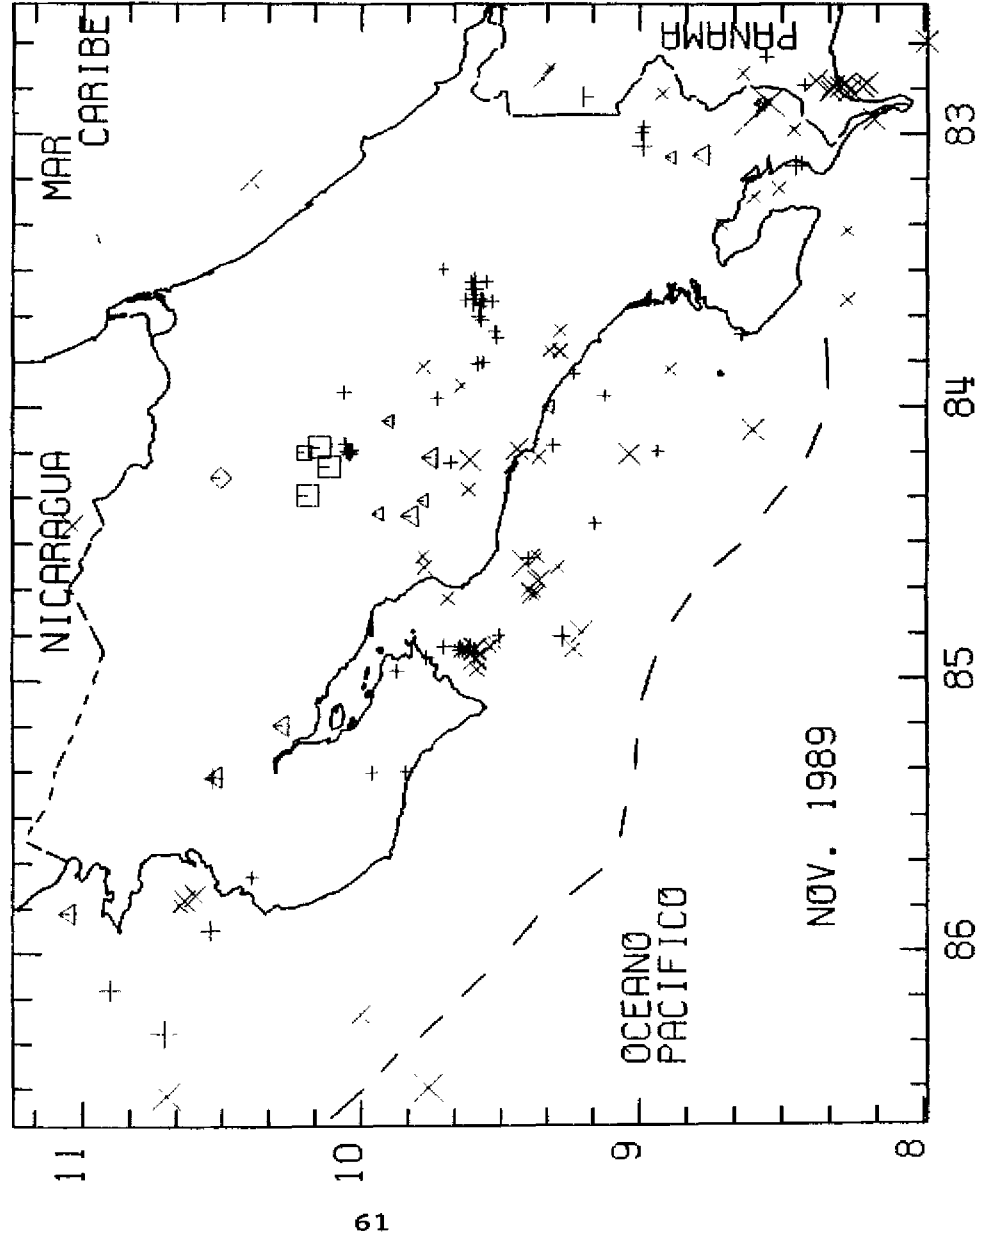 MAR
CARIBE
NICARAGUA
PANAMA
OCEANO
PACIFICO
NOV. 1989
11
10
9
8
86
85
84
83
61